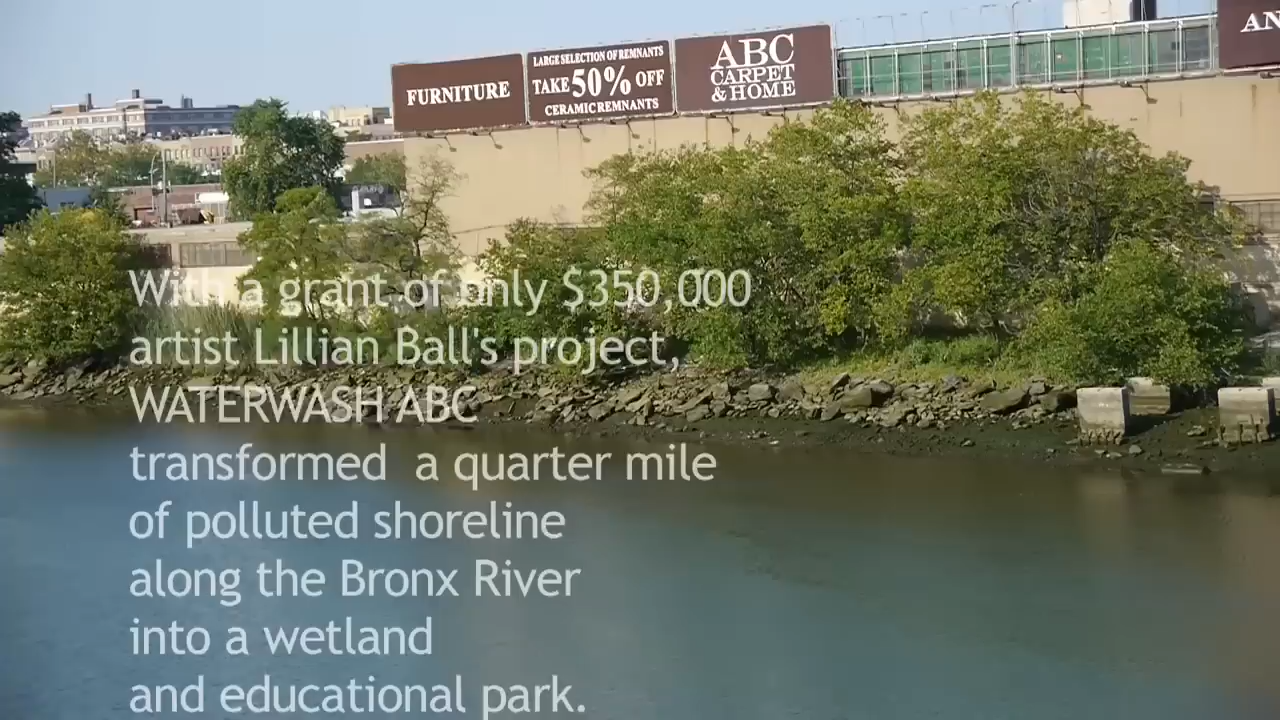 FURNITURE
LARGE SELECTION OF REMNANTS
TAKE 50% OFF
CERAMIC REMNANTS
ABC
CARPET
& HOME
AN
With a grant of only $350,000
artist Lillian Ball's project,
WATERWASH ABC
transformed a quarter mile
of polluted shoreline
along the Bronx River
into a wetland
and educational park.